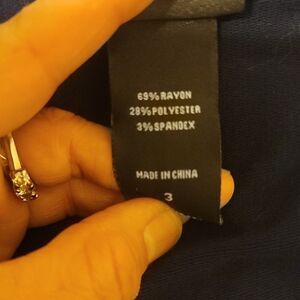 69% RAYON
28% POLYESTER
3% SPANDEX
MADE IN CHINA
3